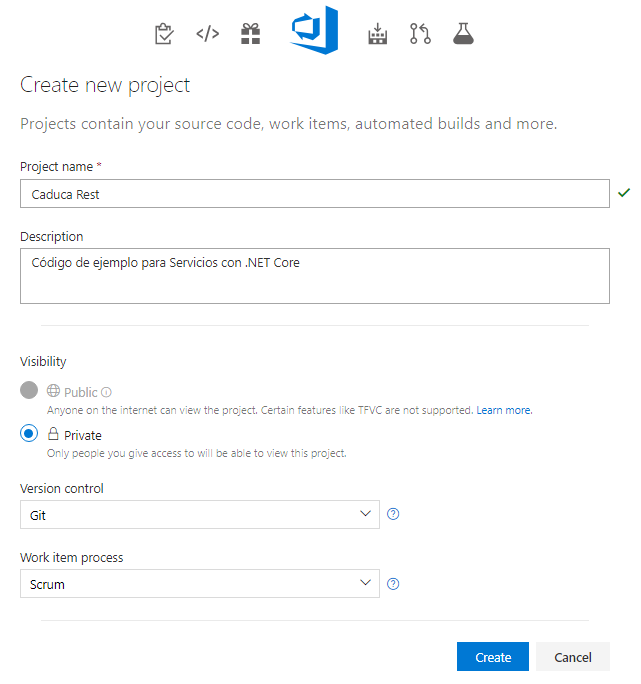 Create new project
Projects contain your source code, work items, automated builds and more.
Project name *
Caduca Rest
Description
Código de ejemplo para Servicios con .NET Core
Visibility
Public
Anyone on the internet can view the project. Certain features like TFVC are not supported. Learn more.
Private
Only people you give access to will be able to view this project.
Version control
Git
Work item process
Scrum
Create Cancel